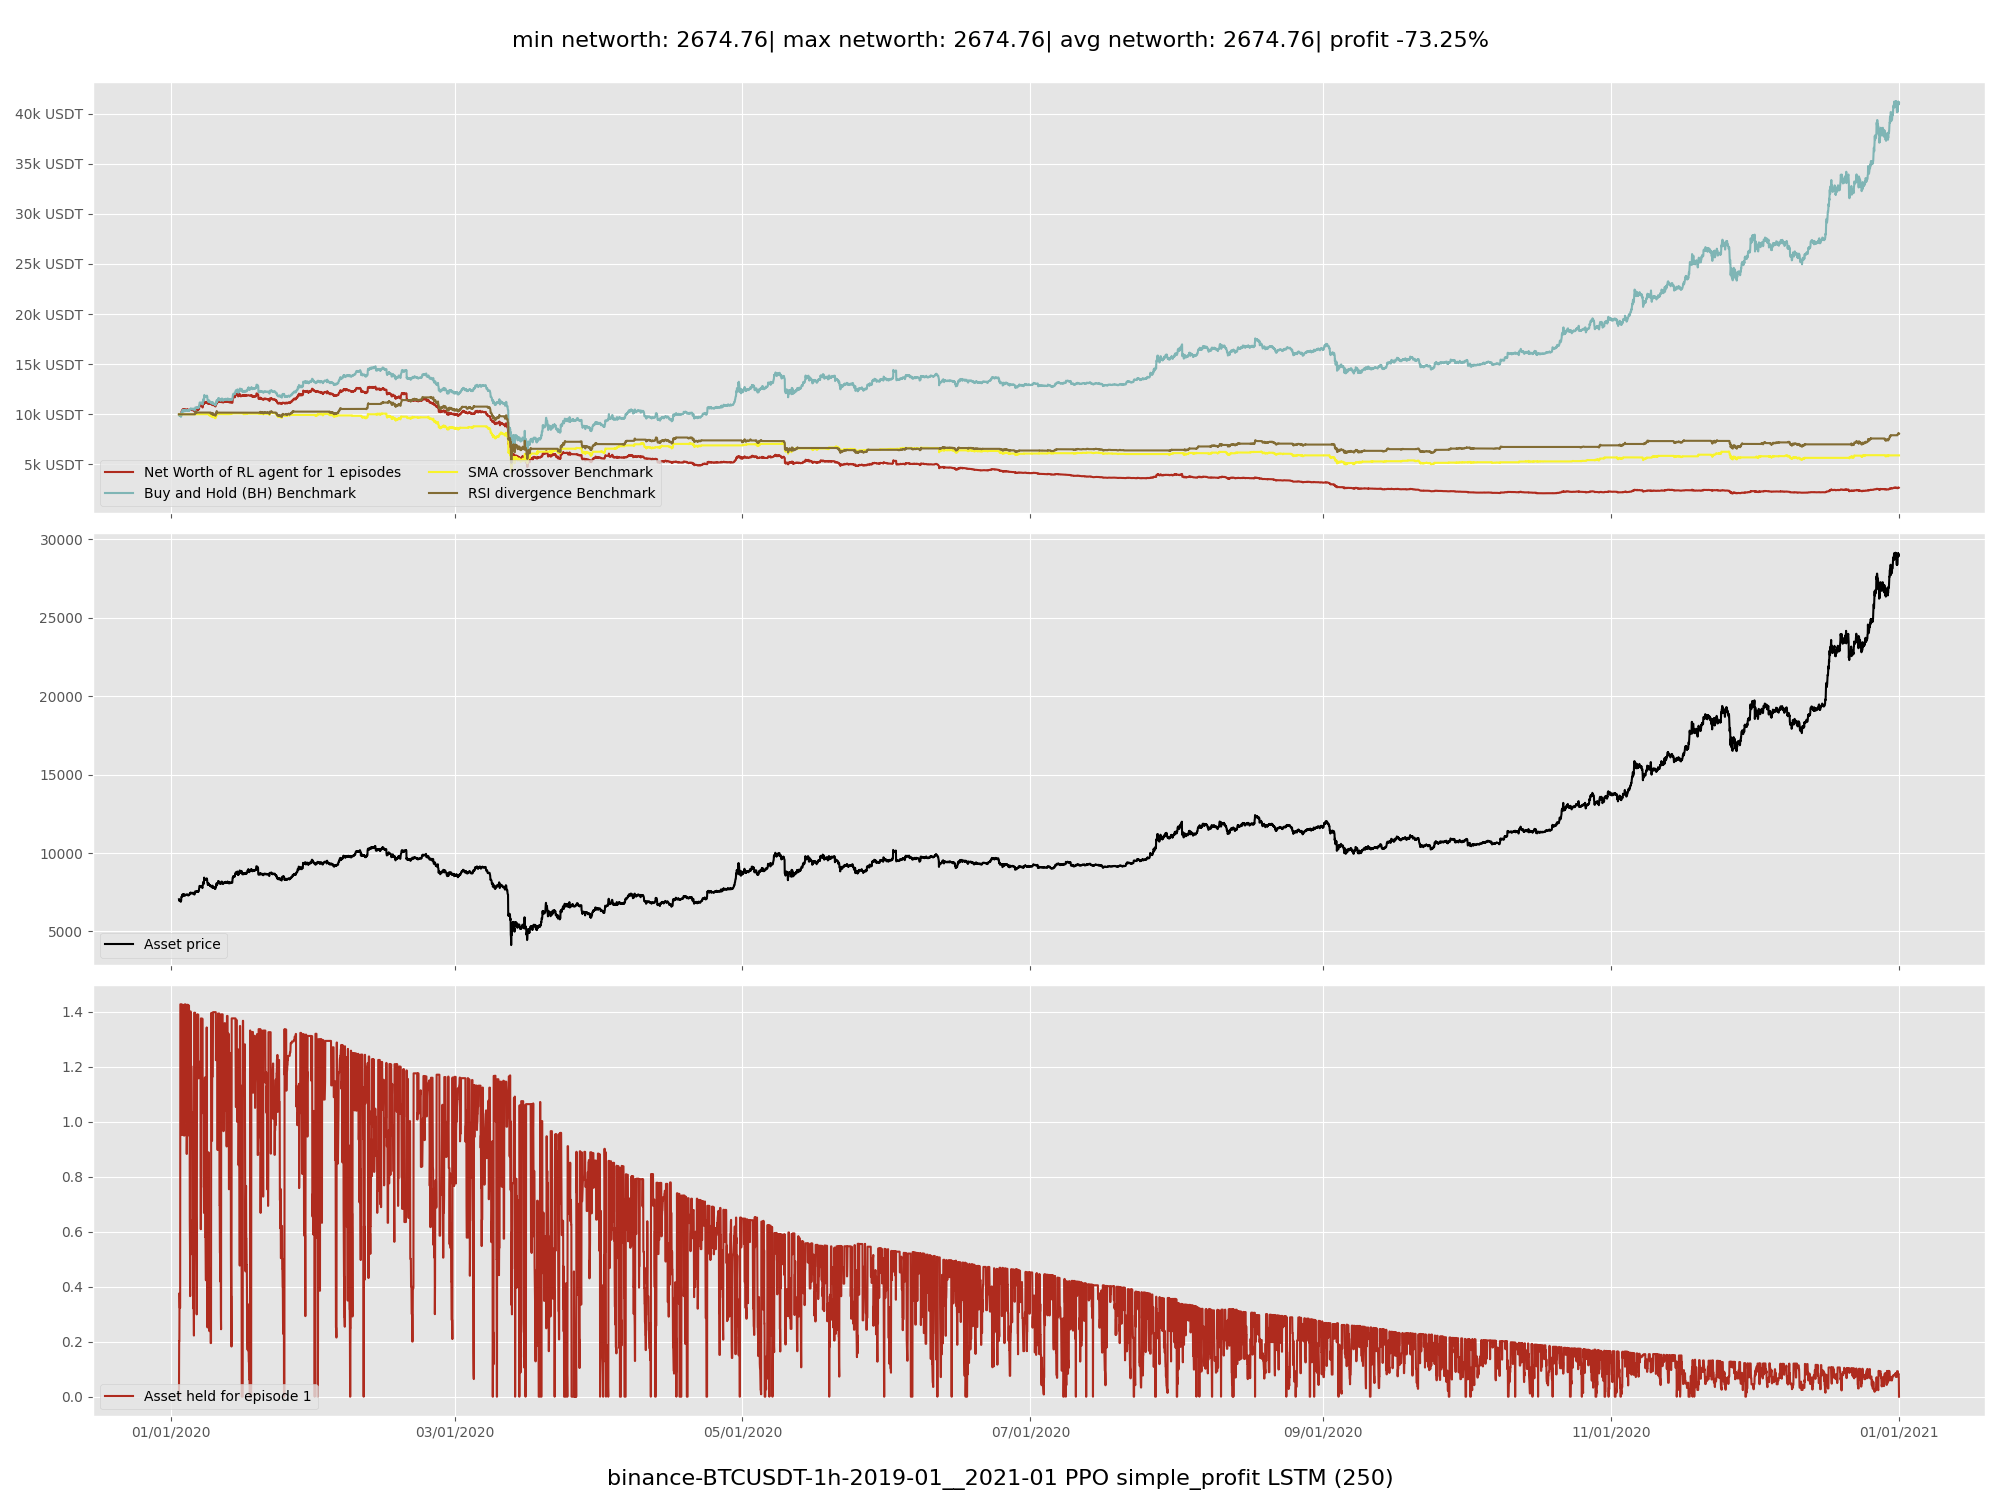 min networth: 2674.76| max networth: 2674.76| avg networth: 2674.76| profit -73.25%
40k USDT
35k USDT
30k USDT
25k USDT
20k USDT
15k USDT
10k USDT
5k USDT
Net Worth of RL agent for 1 episodes
Buy and Hold (BH) Benchmark
SMA crossover Benchmark
RSI divergence Benchmark
30000
25000
20000
15000
10000
5000
Asset price
1.4
1.2
1.0
0.8
0.6
0.4
0.2
0.0
Asset held for episode 1
01/01/2020 03/01/2020 05/01/2020 07/01/2020 09/01/2020 11/01/2020 01/01/2021
binance-BTCUSDT-1h-2019-01__2021-01 PPO simple_profit LSTM (250)